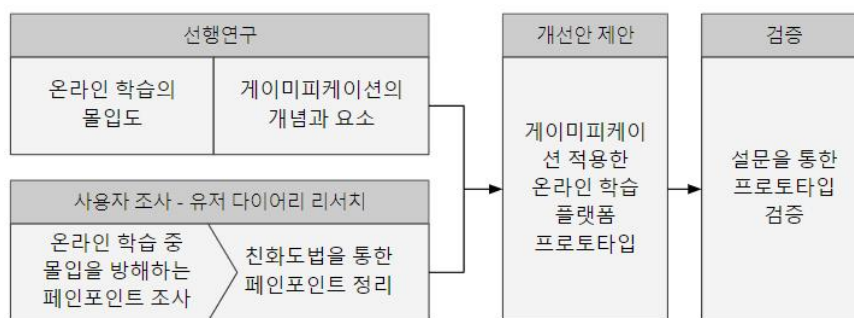 선행연구
온라인 학습의
몰입도
게이미피케이션의
개념과 요소
사용자 조사 - 유저 다이어리 리서치
온라인 학습 중
몰입을 방해하는
페인포인트 조사
친화도법을 통한
페인포인트 정리
개선안 제안
게이미피케이
션 적용한
온라인 학습
플랫폼
프로토타입
검증
설문을 통한
프로토타입
검증